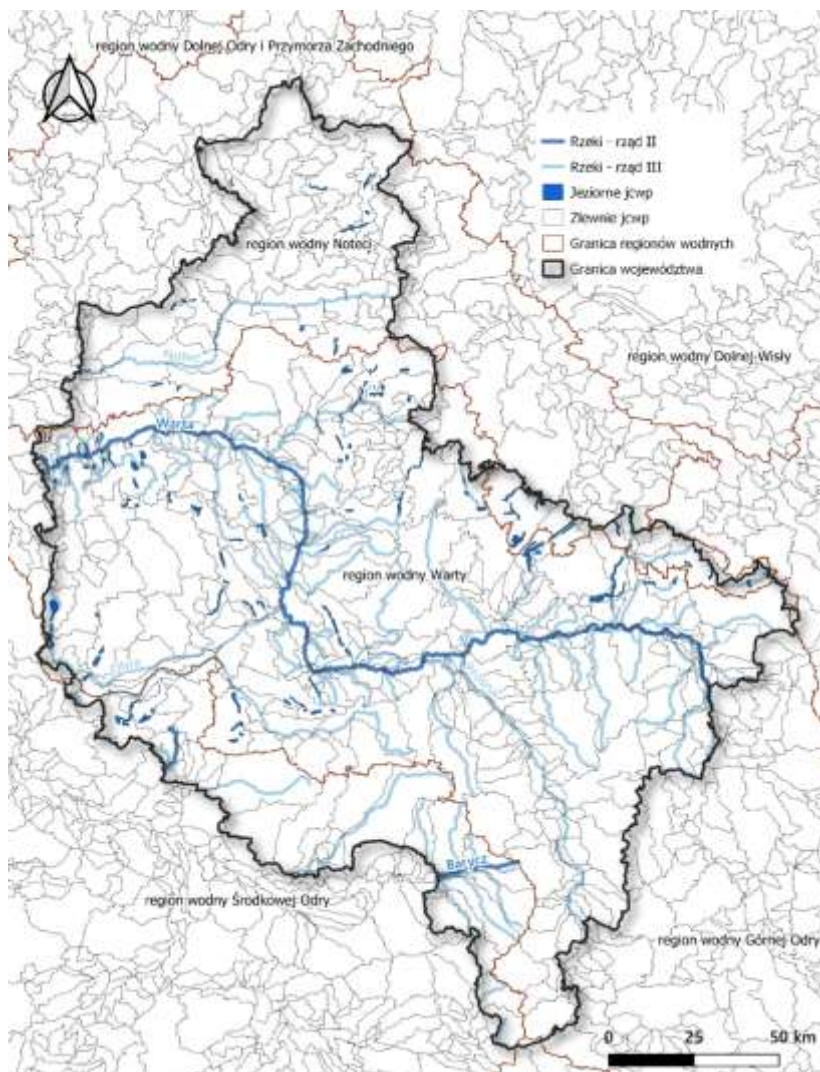 region wodny Dolnej Odry i Przymorza Zachodniego
Rzeki - rząd II
Rzeki - rząd III
Jeziorne jcwp
Zlewnie jcwp
Granica regionów wodnych
Granica województwa
region wodny Noteci
region wodny Dolnej Wisły
Warta
region wodny Warty
Barycz
region wodny Środkowej Odry
region wodny Górnej Odry
0 25 50 km